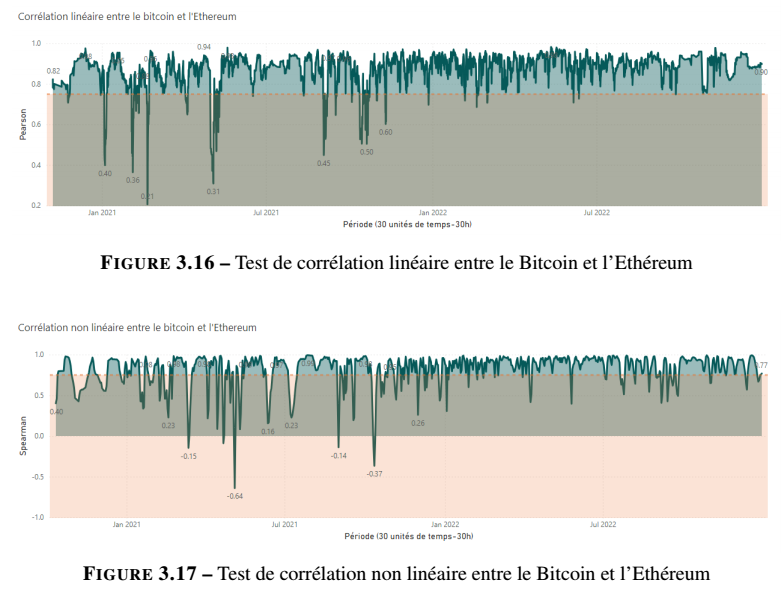 Corrélation linéaire entre le bitcoin et l'Ethereum
1.0
0.94
0.82
0.90
0.8
Pearson
0.6
0.60
0.50
0.45
0.4
0.40
0.36
0.31
0.21
0.2
Jan 2021
Jul 2021
Jan 2022
Jul 2022
Période (30 unités de temps-30h)
FIGURE 3.16 – Test de corrélation linéaire entre le Bitcoin et l'Ethéreum
Corrélation non linéaire entre le bitcoin et l'Ethereum
1.0
0.77
0.5
0.40
0.23
0.16
0.23
0.26
Spearman
0.0
-0.15
-0.14
-0.37
-0.5
-0.64
-1.0
Jan 2021
Jul 2021
Jan 2022
Jul 2022
Période (30 unités de temps-30h)
FIGURE 3.17 – Test de corrélation non linéaire entre le Bitcoin et l'Ethéreum